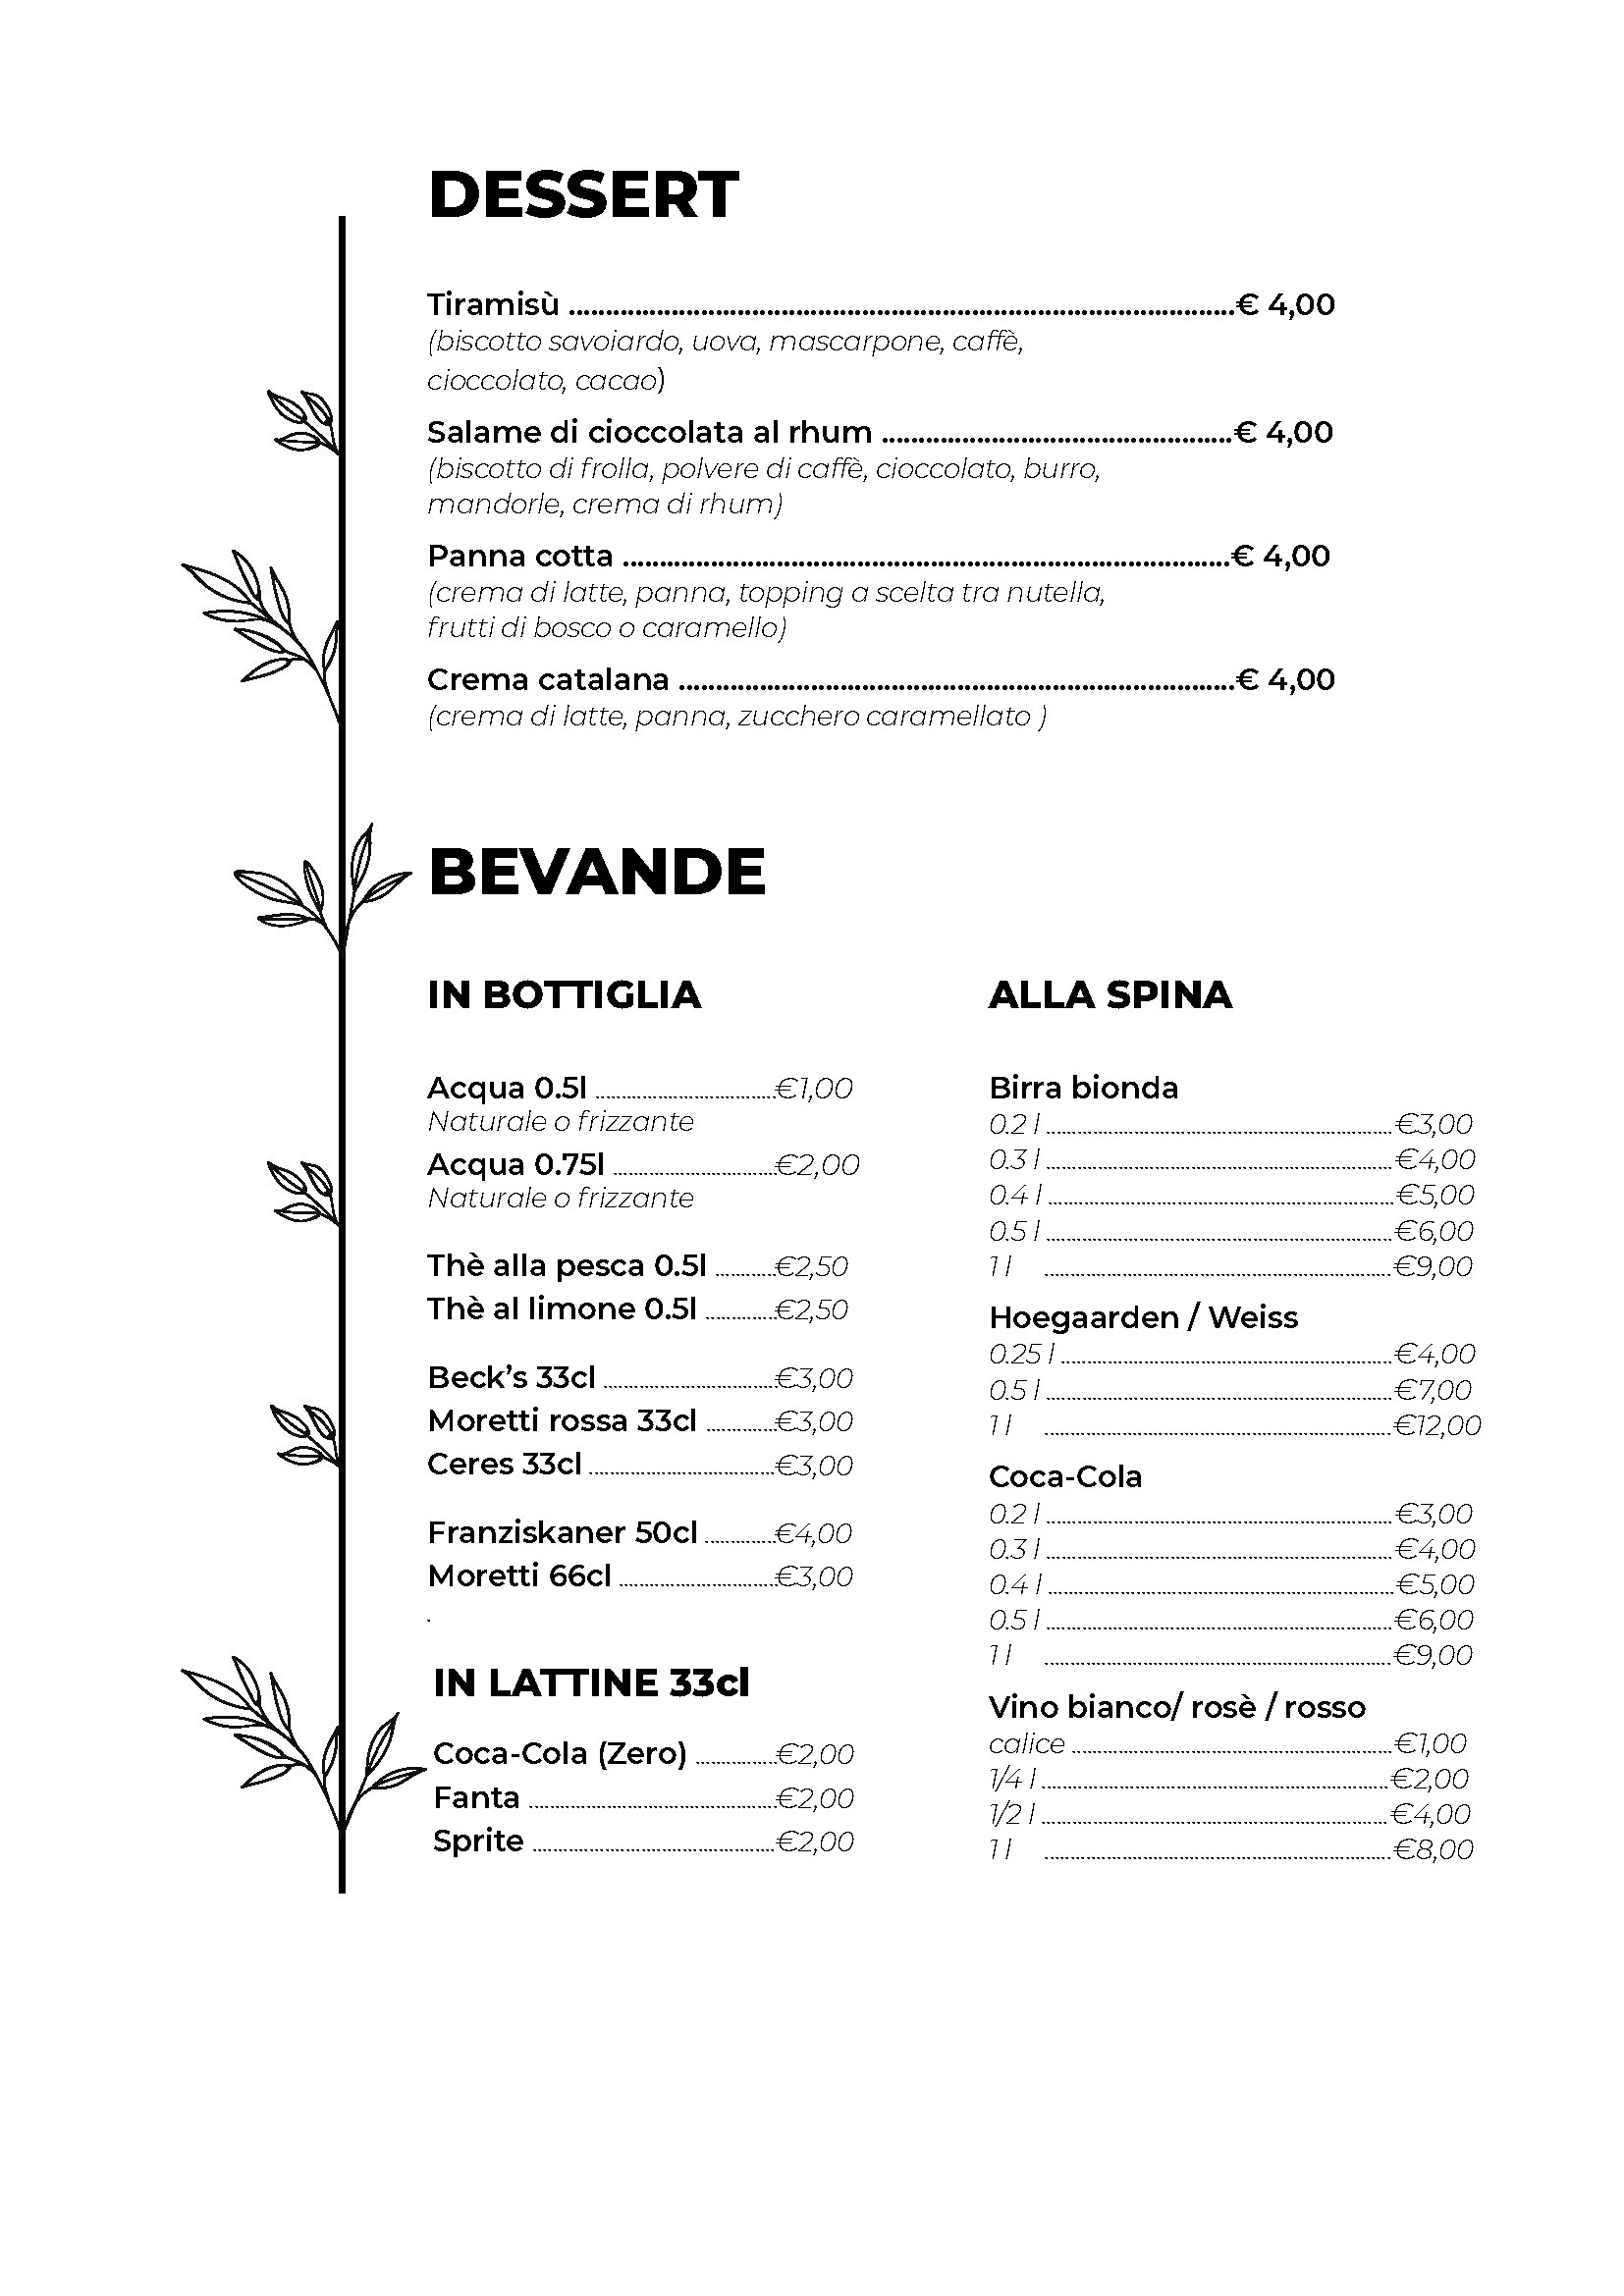 DESSERT
Tiramisù ...........................................................................................€ 4,00
(biscotto savoiardo, uova, mascarpone, caffè,
cioccolato, cacao)
Salame di cioccolata al rhum ................................................€ 4,00
(biscotto di frolla, polvere di caffè, cioccolato, burro,
mandorle, crema di rhum)
Panna cotta ...................................................................................€ 4,00
(crema di latte, panna, topping a scelta tra nutella,
frutti di bosco o caramello)
Crema catalana ............................................................................€ 4,00
(crema di latte, panna, zucchero caramellato )
BEVANDE
IN BOTTIGLIA
Acqua 0.5l ...................................€1,00
Naturale o frizzante
Acqua 0.75l ................................€2,00
Naturale o frizzante
Thè alla pesca 0.5l ............€2,50
Thè al limone 0.5l ..............€2,50
Beck’s 33cl .................................€3,00
Moretti rossa 33cl ..............€3,00
Ceres 33cl ....................................€3,00
Franziskaner 50cl ..............€4,00
Moretti 66cl ..............................€3,00
.
IN LATTINE 33cl
Coca-Cola (Zero) ................€2,00
Fanta ................................................€2,00
Sprite ...............................................€2,00
ALLA SPINA
Birra bionda
0.2 l ...................................................................€3,00
0.3 l ...................................................................€4,00
0.4 l ...................................................................€5,00
0.5 l ...................................................................€6,00
1 l ...................................................................€9,00
Hoegaarden / Weiss
0.25 l ................................................................€4,00
0.5 l ...................................................................€7,00
1 l ...................................................................€12,00
Coca-Cola
0.2 l ...................................................................€3,00
0.3 l ...................................................................€4,00
0.4 l ...................................................................€5,00
0.5 l ...................................................................€6,00
1 l ...................................................................€9,00
Vino bianco/ rosè / rosso
calice ..............................................................€1,00
1/4 l ...................................................................€2,00
1/2 l ...................................................................€4,00
1 l ...................................................................€8,00